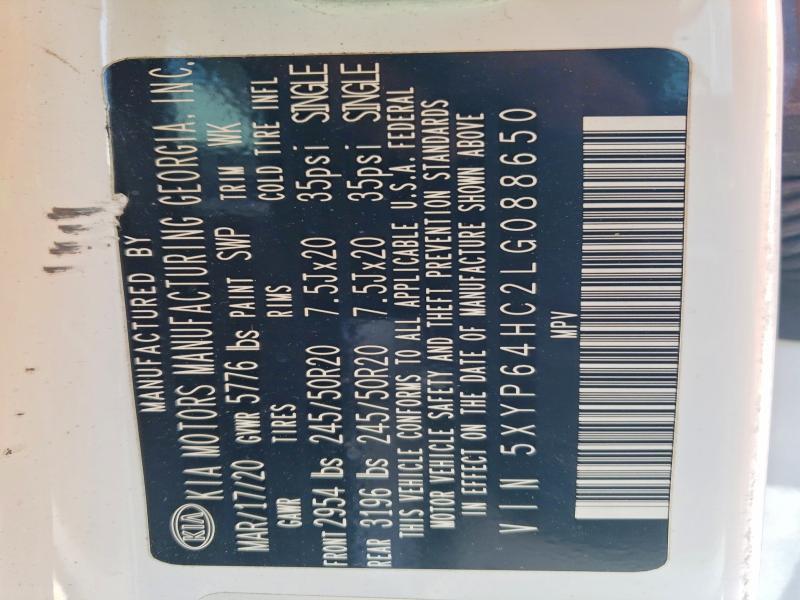 MANUFACTURED BY
KIA KIA MOTORS MANUFACTURING GEORGIA, INC.
MAR/17/20 GVWR 5776 lbs PAINT SWP TRIM WK
GAWR TIRES RIMS COLD TIRE INFL
FRONT 2954 lbs 245/50R20 7.5Jx20 35psi SINGLE
REAR 3196 lbs 245/50R20 7.5Jx20 35psi SINGLE
THIS VEHICLE CONFORMS TO ALL APPLICABLE U.S.A. FEDERAL
MOTOR VEHICLE SAFETY AND THEFT PREVENTION STANDARDS
IN EFFECT ON THE DATE OF MANUFACTURE SHOWN ABOVE
VIN 5XYP64HC2LG088650
MPV